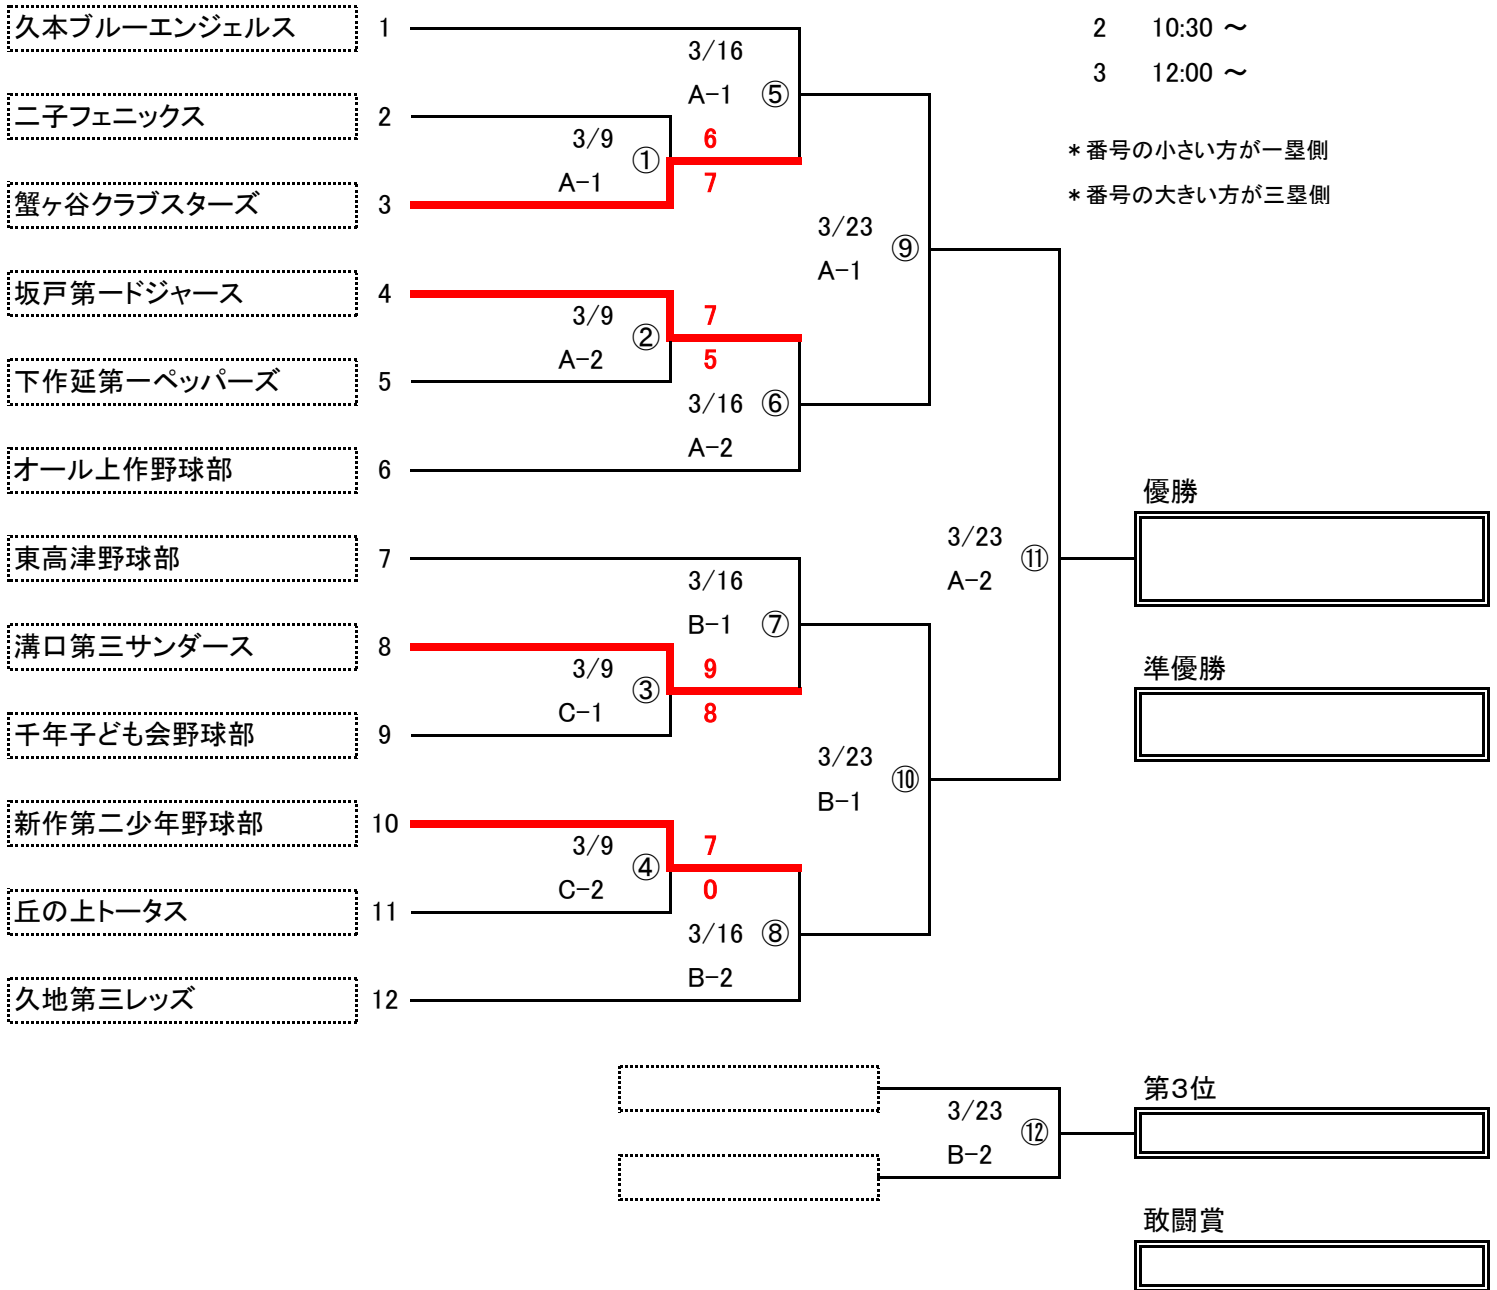 久本ブルーエンジェルス 1
3/16
A-1 ⑤
2 10:30 ～
3 12:00 ～
二子フェニックス 2
3/9 ① 6
A-1 7
蟹ヶ谷クラブスターズ 3
＊番号の小さい方が一塁側
＊番号の大きい方が三塁側
3/23 ⑨
A-1
坂戸第一ドジャース 4
3/9 ② 7
A-2 5
下作延第一ペッパーズ 5
3/16 ⑥
A-2
オール上作野球部 6
優勝
東高津野球部 7
3/23 ⑪
A-2
3/16
B-1 ⑦
溝口第三サンダース 8
3/9 ③ 9
C-1 8
準優勝
千年子ども会野球部 9
3/23 ⑩
B-1
新作第二少年野球部 10
3/9 ④ 7
C-2 0
丘の上トータス 11
3/16 ⑧
B-2
久地第三レッズ 12
第3位
3/23 ⑫
B-2
敢闘賞